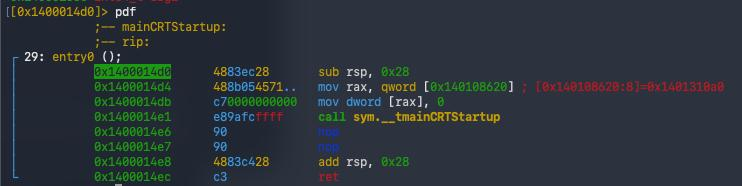 [[0x1400014d0]> pdf
;-- mainCRTStartup:
;-- rip:
29: entry0 ();
0x1400014d0 4883ec28 sub rsp, 0x28
0x1400014d4 488b054571.. mov rax, qword [0x140108620] ; [0x140108620:8]=0x1401310a0
0x1400014db c70000000000 mov dword [rax], 0
0x1400014e1 e89afcffff call sym.__tmainCRTStartup
0x1400014e6 90 nop
0x1400014e7 90 nop
0x1400014e8 4883c428 add rsp, 0x28
0x1400014ec c3 ret